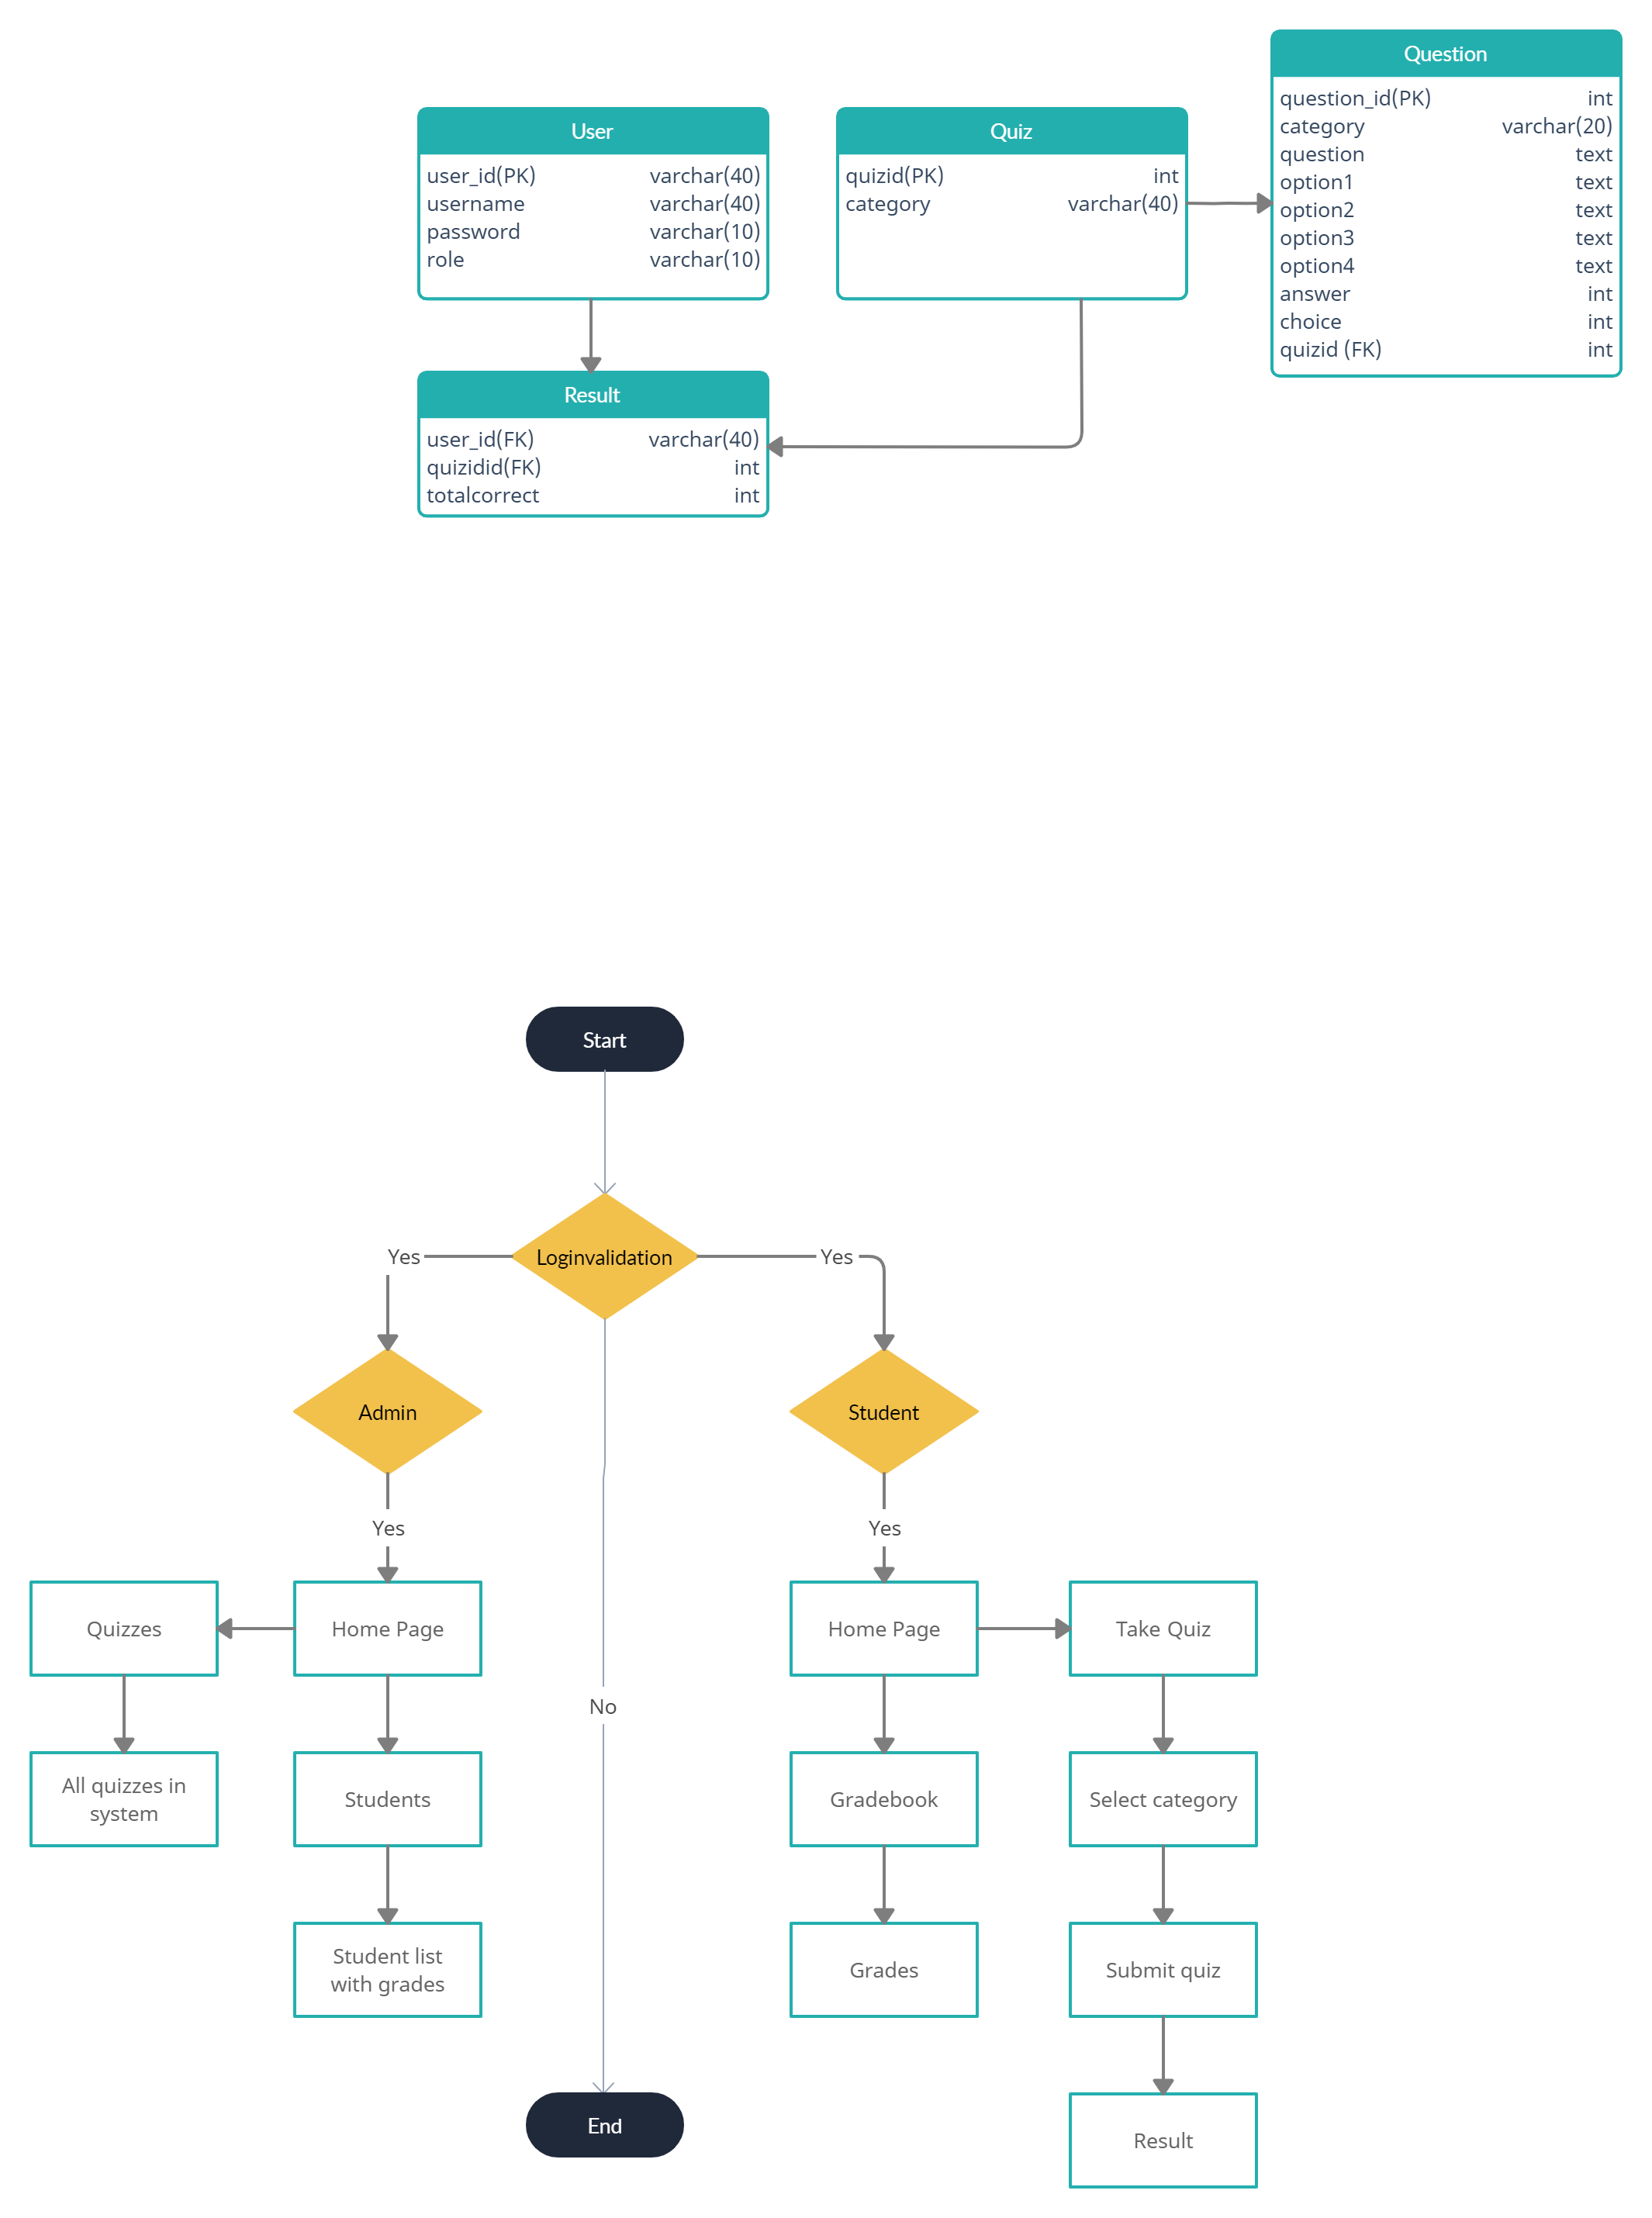 Question
question_id(PK) int
category varchar(20)
question text
option1 text
option2 text
option3 text
option4 text
answer int
choice int
quizid (FK) int
User
user_id(PK) varchar(40)
username varchar(40)
password varchar(10)
role varchar(10)
Quiz
quizid(PK) int
category varchar(40)
Result
user_id(FK) varchar(40)
quizidid(FK) int
totalcorrect int
Start
Loginvalidation
Yes
Yes
Admin
Student
Yes
Yes
Quizzes
Home Page
Home Page
Take Quiz
No
All quizzes in
system
Students
Gradebook
Select category
Student list
with grades
Grades
Submit quiz
End
Result